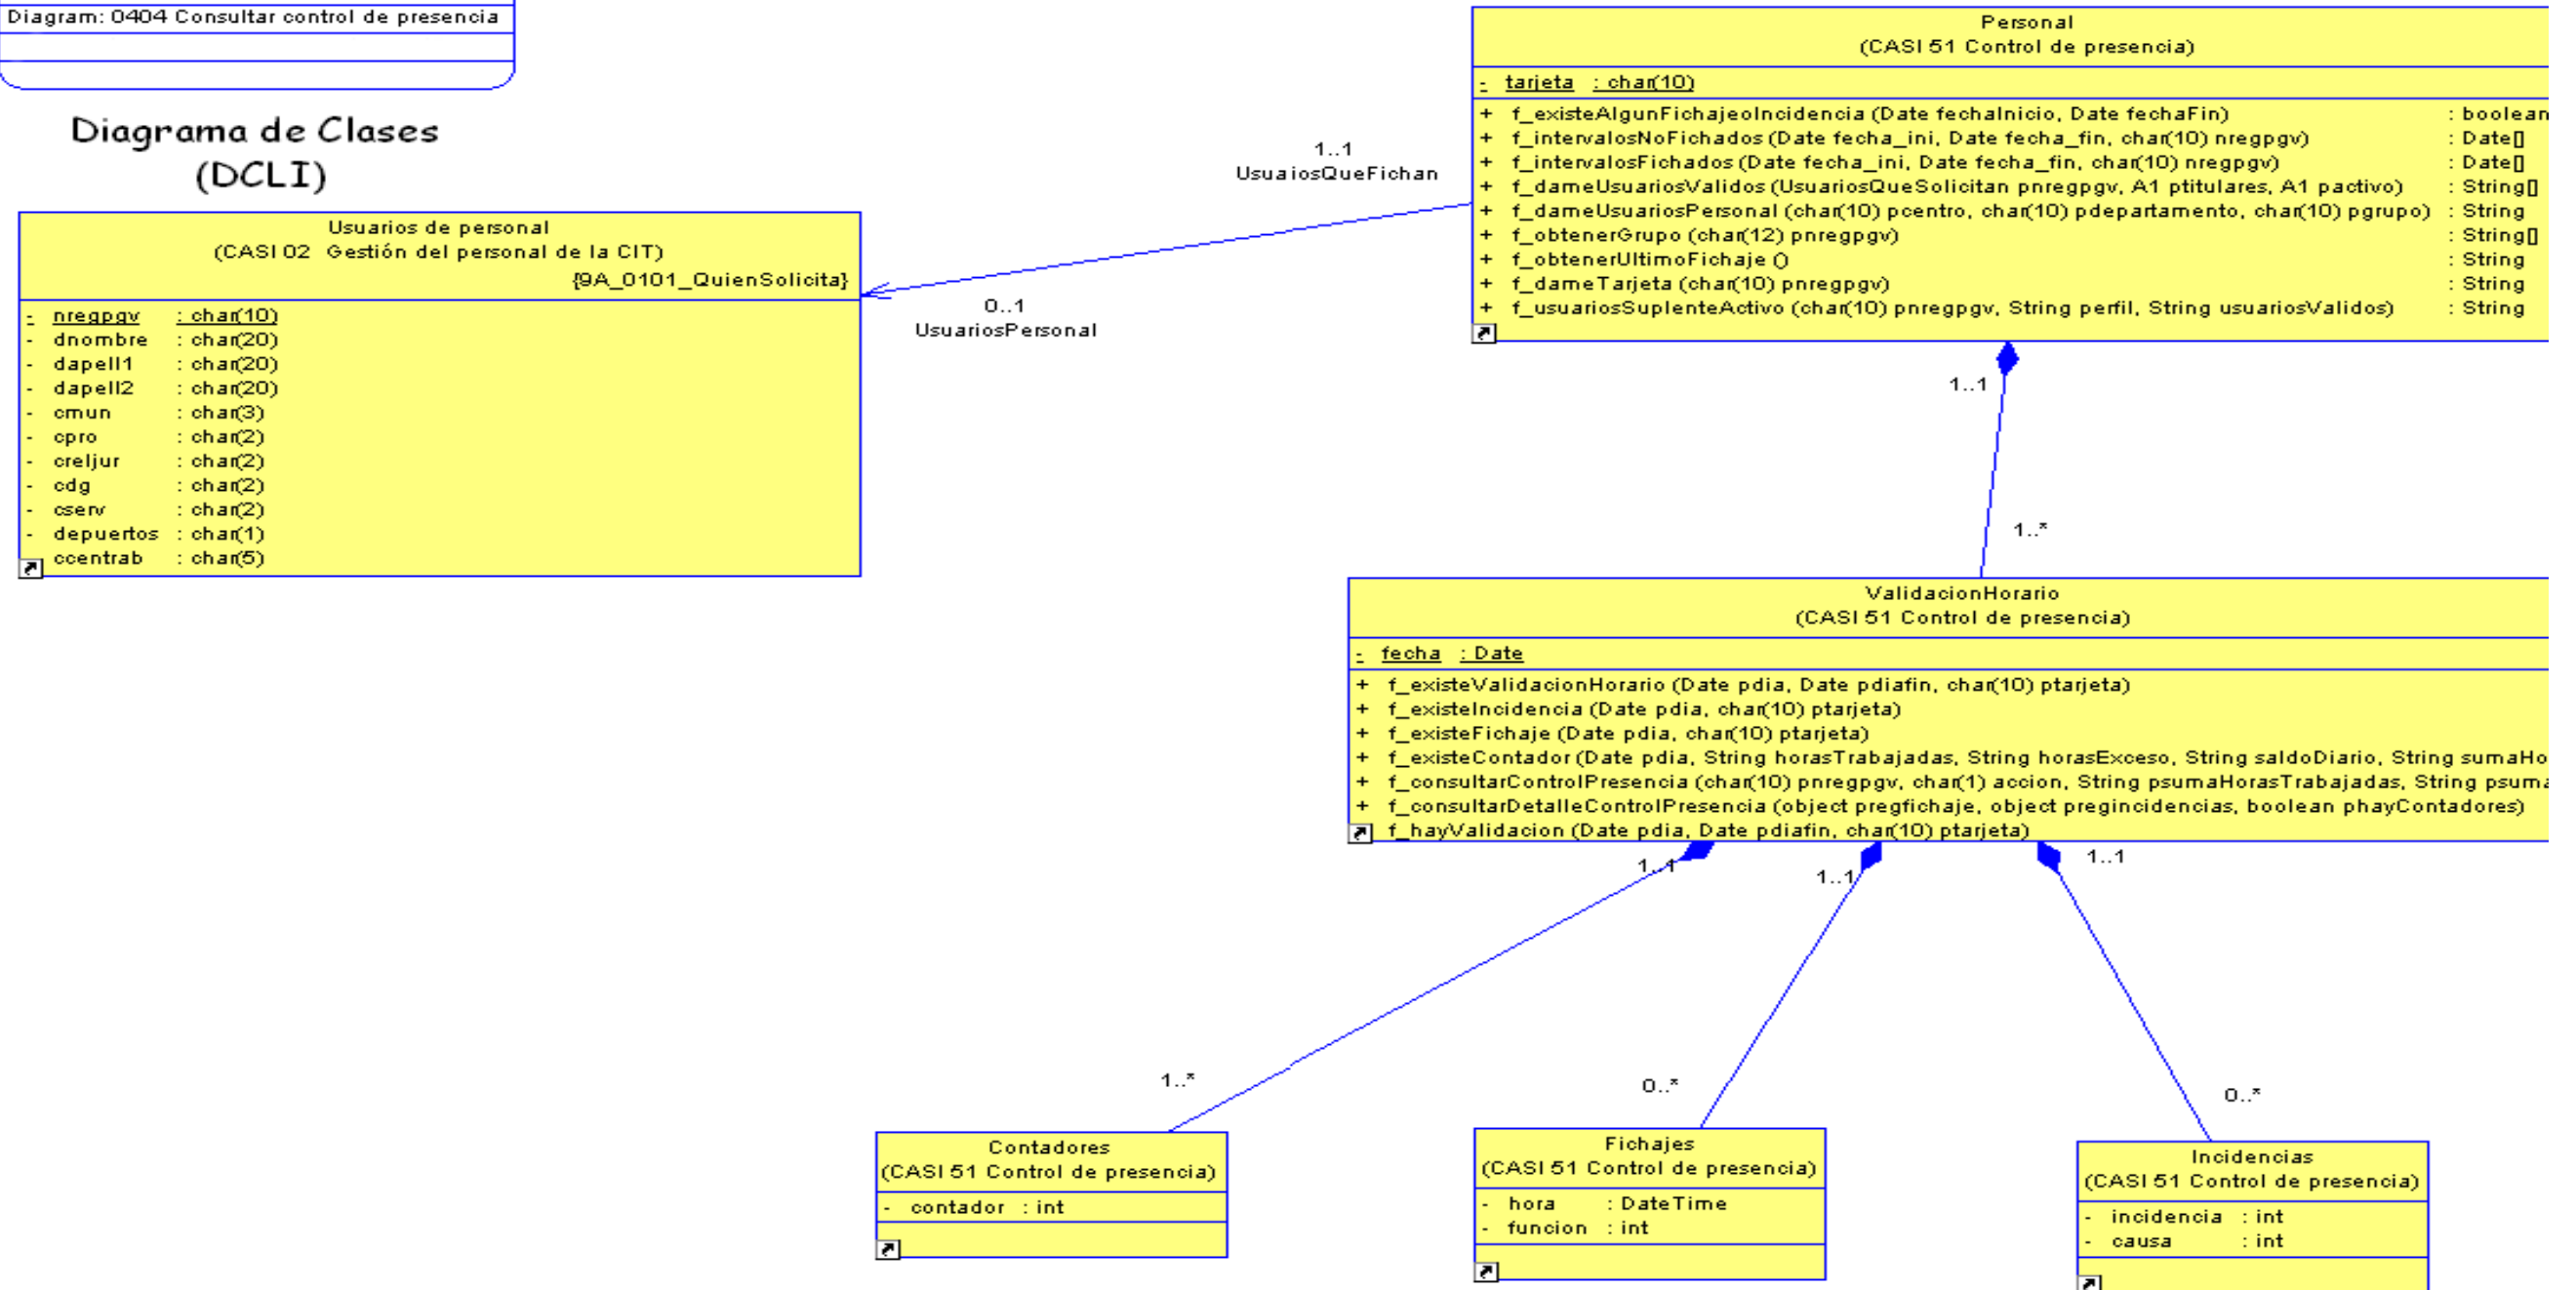 Diagram: 0404 Consultar control de presencia
Diagrama de Clases
(DCLI)
Usuarios de personal
(CASI 02 Gestión del personal de la CIT)
{9A_0101_QuienSolicita}
- nregpgv : char(10)
- dnombre : char(20)
- dapell1 : char(20)
- dapell2 : char(20)
- cmun : char(3)
- cpro : char(2)
- creljur : char(2)
- cdg : char(2)
- cserv : char(2)
- depuertos : char(1)
- ccentrab : char(5)
1..1
UsuaiosQueFichan
0..1
UsuariosPersonal
Personal
(CASI 51 Control de presencia)
- tarjeta : char(10)
+ f_existeAlgunFichajeoIncidencia (Date fechaInicio, Date fechaFin) : boolean
+ f_intervalosNoFichados (Date fecha_ini, Date fecha_fin, char(10) nregpgv) : Date[]
+ f_intervalosFichados (Date fecha_ini, Date fecha_fin, char(10) nregpgv) : Date[]
+ f_dameUsuariosValidos (UsuariosQueSolicitan pnregpgv, A1 ptitulares, A1 pactivo) : String[]
+ f_dameUsuariosPersonal (char(10) pcentro, char(10) pdepartamento, char(10) pgrupo) : String
+ f_obtenerGrupo (char(12) pnregpgv) : String[]
+ f_obtenerUltimoFichaje () : String
+ f_dameTarjeta (char(10) pnregpgv) : String
+ f_usuariosSuplenteActivo (char(10) pnregpgv, String perfil, String usuariosValidos) : String
1..1
1..*
ValidacionHorario
(CASI 51 Control de presencia)
- fecha : Date
+ f_existeValidacionHorario (Date pdia, Date pdiafin, char(10) ptarjeta)
+ f_existeIncidencia (Date pdia, char(10) ptarjeta)
+ f_existeFichaje (Date pdia, char(10) ptarjeta)
+ f_existeContador (Date pdia, String horasTrabajadas, String horasExceso, String saldoDiario, String sumaHo
+ f_consultarControlPresencia (char(10) pnregpgv, char(1) accion, String psumaHorasTrabajadas, String psuma
+ f_consultarDetalleControlPresencia (object pregfichaje, object pregincidencias, boolean phayContadores)
f_hayValidacion (Date pdia, Date pdiafin, char(10) ptarjeta)
1..1
1..1
1..1
1..*
0..*
0..*
Contadores
(CASI 51 Control de presencia)
- contador : int
Fichajes
(CASI 51 Control de presencia)
- hora : DateTime
- funcion : int
Incidencias
(CASI 51 Control de presencia)
- incidencia : int
- causa : int